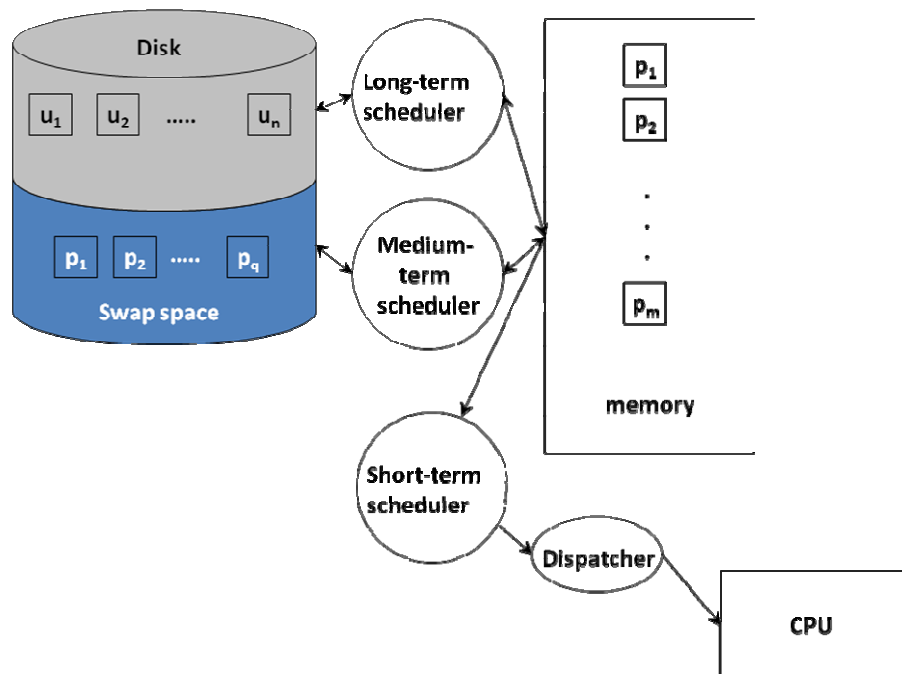 Disk
u₁ u₂ ..... uₙ
p₁ p₂ ..... p_q
Swap space
Long-term
scheduler
Medium-
term
scheduler
Short-term
scheduler
Dispatcher
p₁
p₂
.
.
.
pₘ
memory
CPU